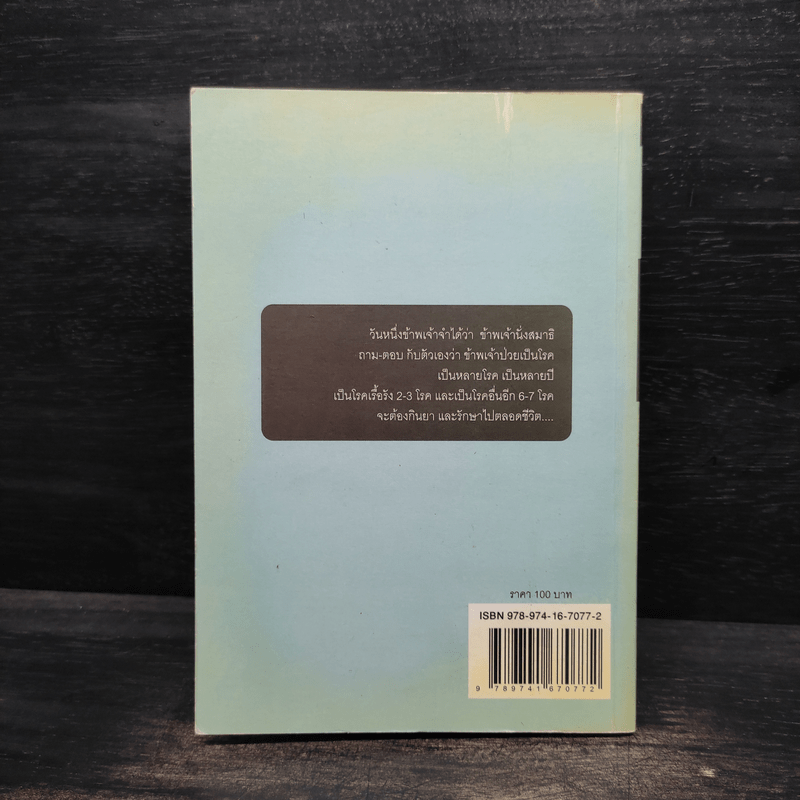 วันหนึ่งข้าพเจ้าจำได้ว่า ข้าพเจ้านั่งสมาธิ
ถาม-ตอบ กับตัวเองว่า ข้าพเจ้าป่วยเป็นโรค
เป็นหลายโรค เป็นหลายปี
เป็นโรคเรื้อรัง 2-3 โรค และเป็นโรคอื่นอีก 6-7 โรค
จะต้องกินยา และรักษาไปตลอดชีวิต....
ราคา 100 บาท
ISBN 978-974-16-7077-2
9 789741 670772